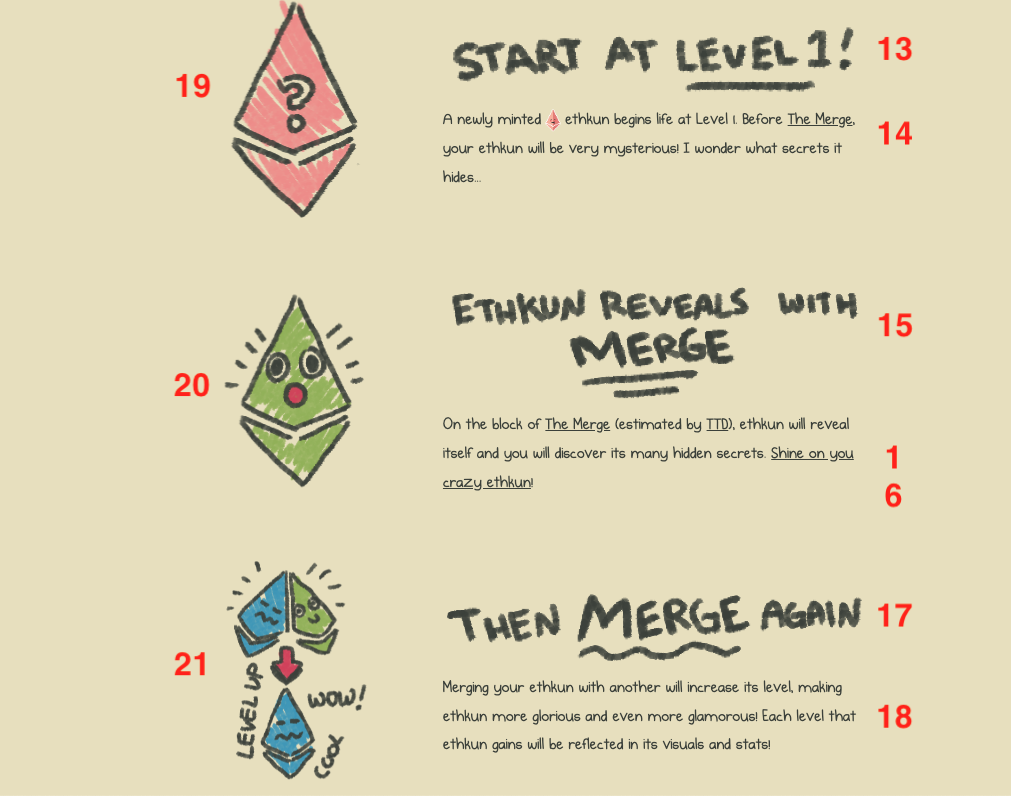 ?
19
START AT LEVEL 1!
13
A newly minted ethkun begins life at Level 1. Before The Merge,
your ethkun will be very mysterious! I wonder what secrets it
hides...
14
20
ETHKUN REVEALS WITH
MERGE
15
On the block of The Merge (estimated by TTD), ethkun will reveal
itself and you will discover its many hidden secrets. Shine on you
crazy ethkun!
1
6
21
LEVEL UP
WOW!
COOL
THEN MERGE AGAIN
17
Merging your ethkun with another will increase its level, making
ethkun more glorious and even more glamorous! Each level that
ethkun gains will be reflected in its visuals and stats!
18